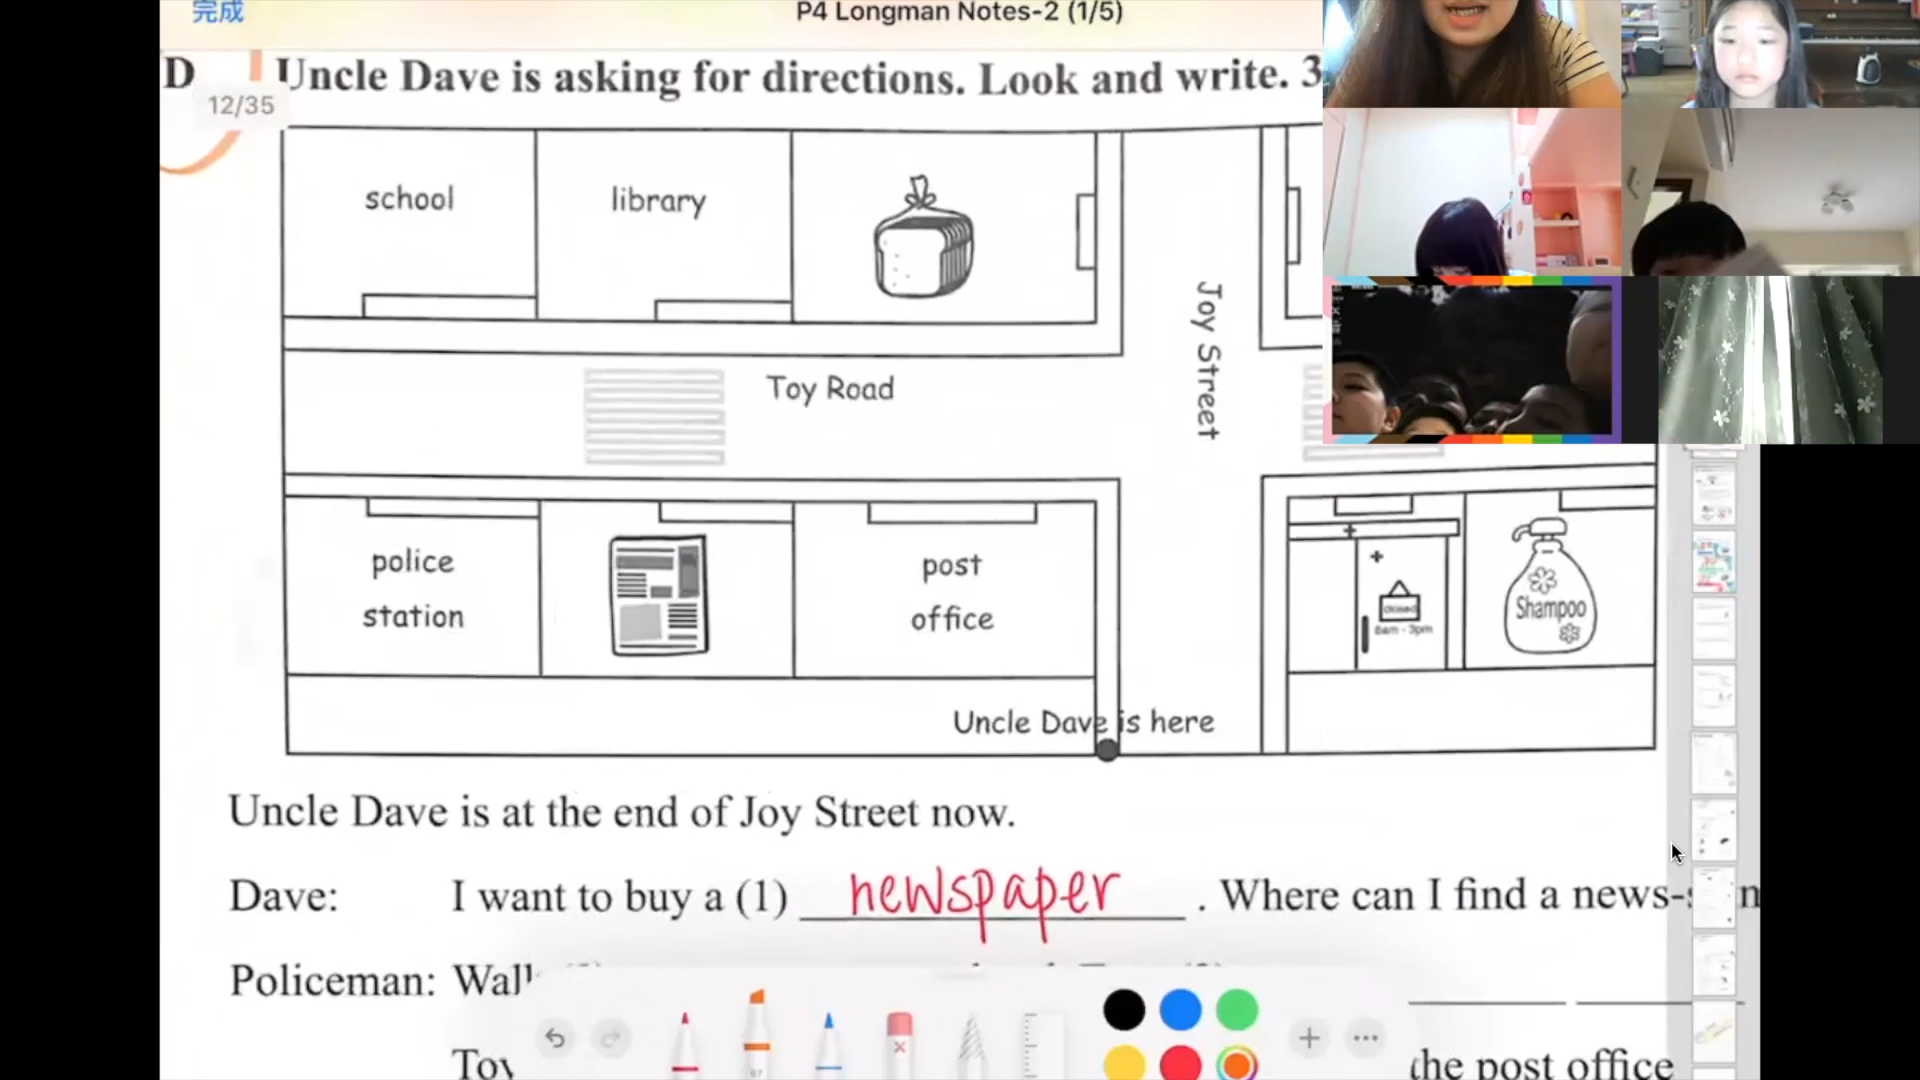 完成
P4 Longman Notes-2 (1/5)
D Uncle Dave is asking for directions. Look and write. 3
12/35
school
library
Joy Street
Toy Road
police
station
post
office
closed
Shampoo
Uncle Dave is here
Uncle Dave is at the end of Joy Street now.
Dave: I want to buy a (1) newspaper . Where can I find a news-
Policeman:
the post office